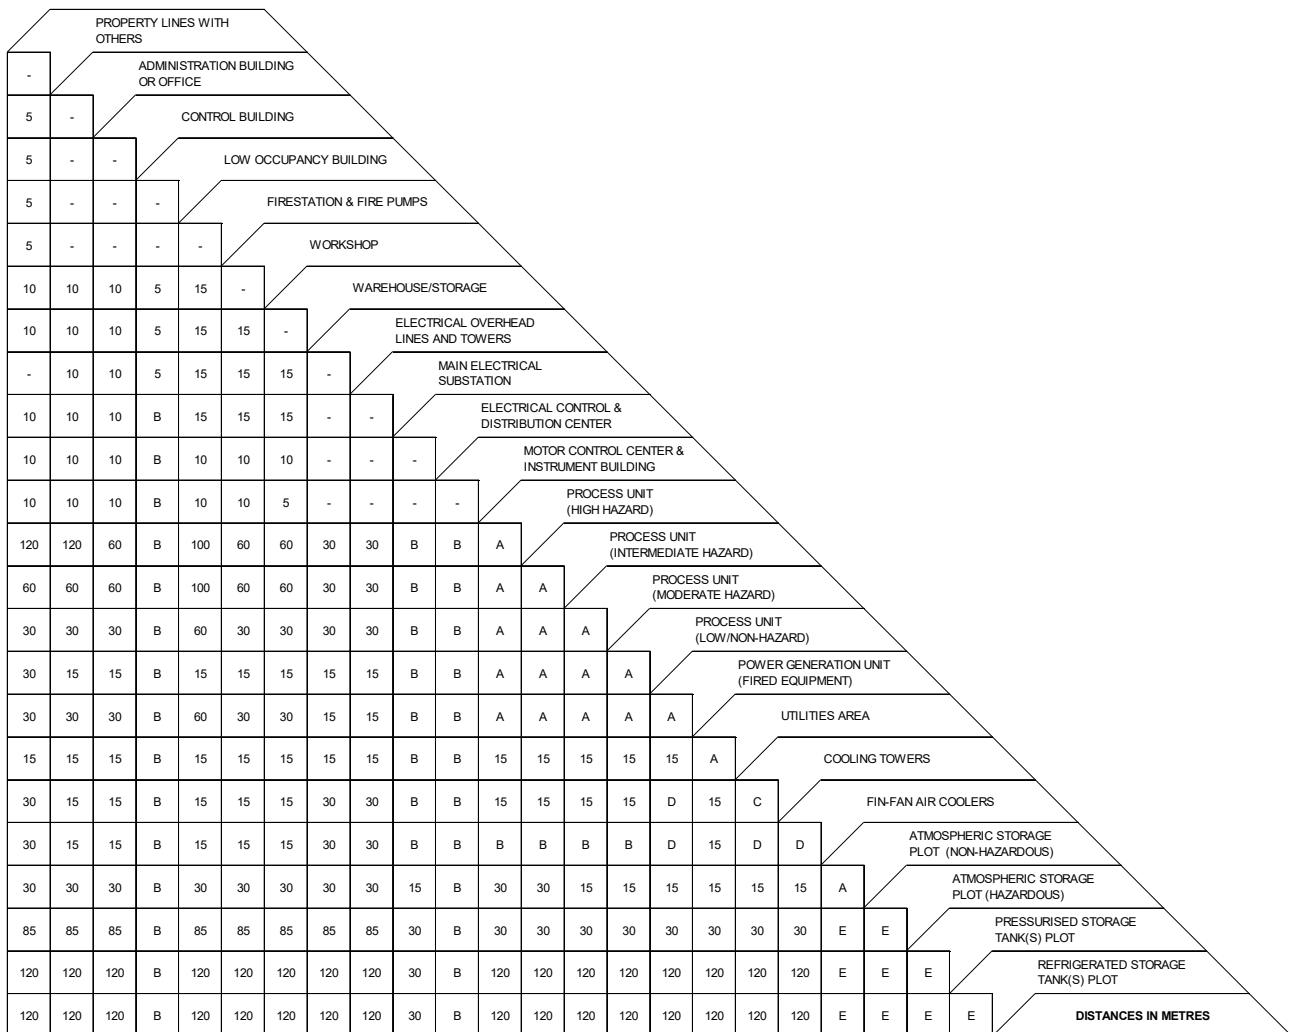 PROPERTY LINES WITH
OTHERS
-
ADMINISTRATION BUILDING
OR OFFICE
5 -
CONTROL BUILDING
5 - -
LOW OCCUPANCY BUILDING
5 - - -
FIRESTATION & FIRE PUMPS
5 - - - -
WORKSHOP
10 10 10 5 15 -
WAREHOUSE/STORAGE
10 10 10 5 15 15 -
ELECTRICAL OVERHEAD
LINES AND TOWERS
- 10 10 5 15 15 15 -
MAIN ELECTRICAL
SUBSTATION
10 10 10 B 15 15 15 - -
ELECTRICAL CONTROL &
DISTRIBUTION CENTER
10 10 10 B 10 10 10 - - -
MOTOR CONTROL CENTER &
INSTRUMENT BUILDING
10 10 10 B 10 10 5 - - - -
PROCESS UNIT
(HIGH HAZARD)
120 120 60 B 100 60 60 30 30 B B A
PROCESS UNIT
(INTERMEDIATE HAZARD)
60 60 60 B 100 60 60 30 30 B B A A
PROCESS UNIT
(MODERATE HAZARD)
30 30 30 B 60 30 30 30 30 B B A A A
PROCESS UNIT
(LOW/NON-HAZARD)
30 15 15 B 15 15 15 15 15 B B A A A A
POWER GENERATION UNIT
(FIRED EQUIPMENT)
30 30 30 B 60 30 30 15 15 B B A A A A A
UTILITIES AREA
15 15 15 B 15 15 15 15 15 B B 15 15 15 15 15 A
COOLING TOWERS
30 15 15 B 15 15 15 30 30 B B 15 15 15 15 D 15 C
FIN-FAN AIR COOLERS
30 15 15 B 15 15 15 30 30 B B B B B B D 15 D D
ATMOSPHERIC STORAGE
PLOT (NON-HAZARDOUS)
30 30 30 B 30 30 30 30 30 15 B 30 30 15 15 15 15 15 15 A
ATMOSPHERIC STORAGE
PLOT (HAZARDOUS)
85 85 85 B 85 85 85 85 85 30 B 30 30 30 30 30 30 30 30 E E
PRESSURISED STORAGE
TANK(S) PLOT
120 120 120 B 120 120 120 120 120 30 B 120 120 120 120 120 120 120 120 E E E
REFRIGERATED STORAGE
TANK(S) PLOT
120 120 120 B 120 120 120 120 120 30 B 120 120 120 120 120 120 120 120 E E E E
DISTANCES IN METRES